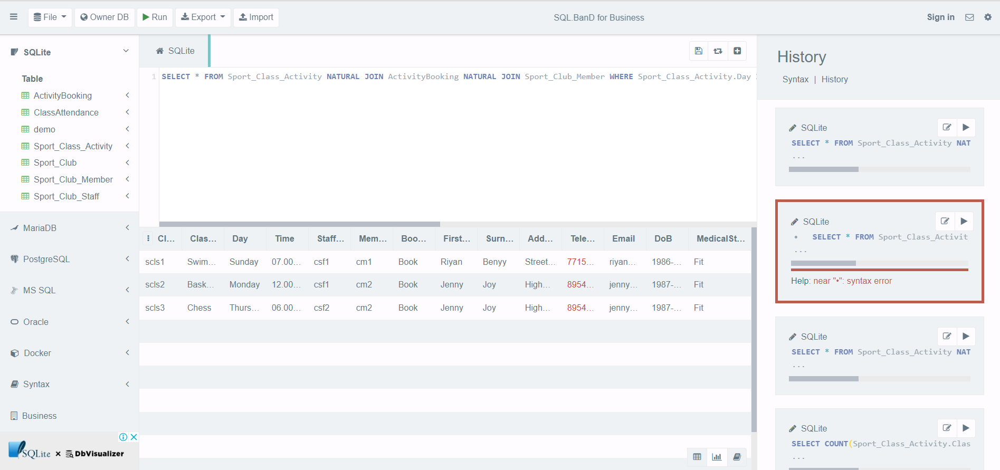 File
Owner DB
Run
Export
Import
SQL.BanD for Business
Sign in
SQLite
Table
ActivityBooking
ClassAttendance
demo
Sport_Class_Activity
Sport_Club
Sport_Club_Member
Sport_Club_Staff
MariaDB
PostgreSQL
MS SQL
Oracle
Docker
Syntax
Business
SQLite x DbVisualizer
SQLite
1 SELECT * FROM Sport_Class_Activity NATURAL JOIN ActivityBooking NATURAL JOIN Sport_Club_Member WHERE Sport_Class_Activity.Day
Cl... Clas... Day Time Staff... Mem... Boo... First... Surn... Add... Tele... Email DoB MedicalSt...
scls1 Swim... Sunday 07.00... csf1 cm1 Book Riyan Benyy Street... 7715... riyan... 1986-... Fit
scls2 Bask... Monday 12.00... csf1 cm2 Book Jenny Joy High... 8954... jenny... 1987-... Fit
scls3 Chess Thurs... 06.00... csf2 cm2 Book Jenny Joy High... 8954... jenny... 1987-... Fit
History
Syntax | History
SQLite
SELECT * FROM Sport_Class_Activity NAT
...
SQLite
• SELECT * FROM Sport_Class_Activit
...
Help: near "•": syntax error
SQLite
SELECT * FROM Sport_Class_Activity NAT
...
SQLite
SELECT COUNT(Sport_Class_Activity.Clas
...